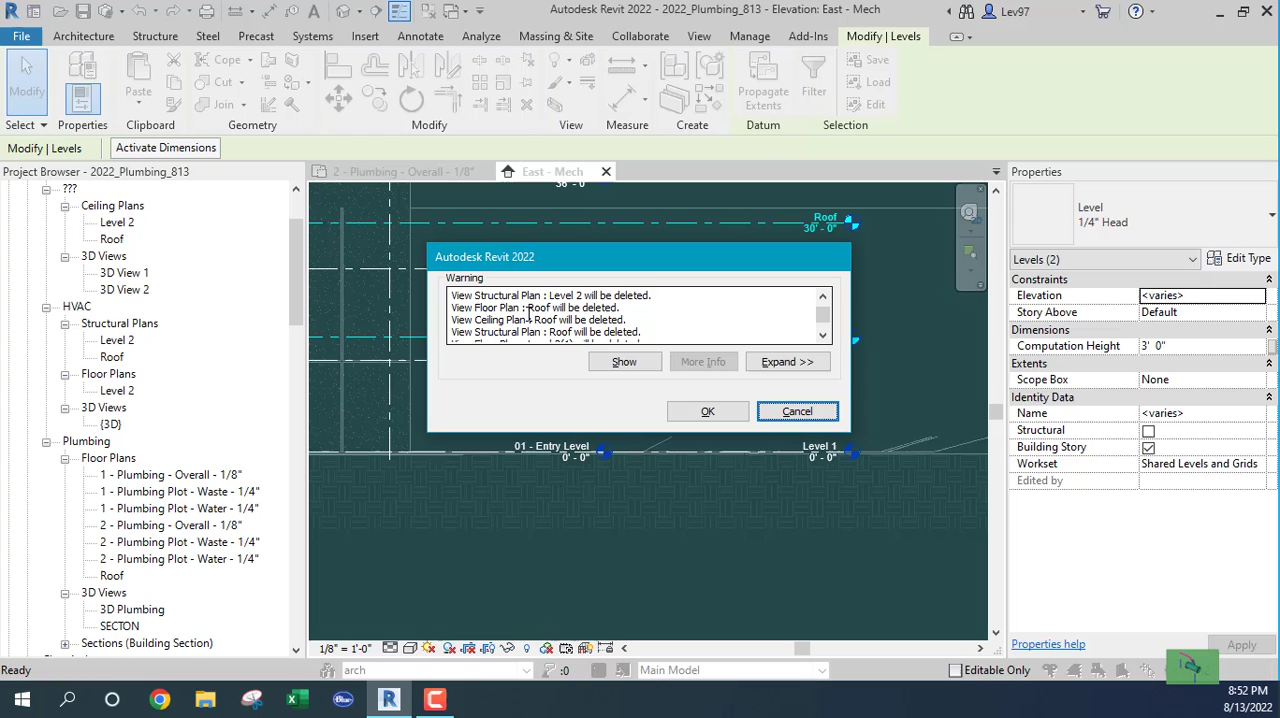 Autodesk Revit 2022 - 2022_Plumbing_813 - Elevation: East - Mech
Lev97
File Architecture Structure Steel Precast Systems Insert Annotate Analyze Massing & Site Collaborate View Manage Add-Ins Modify | Levels
Modify
Paste
Cope
Cut
Join
Propagate Extents
Filter
Save
Load
Edit
Select Properties Clipboard Geometry Modify View Measure Create Datum Selection
Modify | Levels Activate Dimensions
Project Browser - 2022_Plumbing_813
2 - Plumbing - Overall - 1/8"
East - Mech
Properties
???
Ceiling Plans
Level 2
Roof
3D Views
3D View 1
3D View 2
HVAC
Structural Plans
Level 2
Roof
Floor Plans
Level 2
3D Views
{3D}
Plumbing
Floor Plans
1 - Plumbing - Overall - 1/8"
1 - Plumbing Plot - Waste - 1/4"
1 - Plumbing Plot - Water - 1/4"
2 - Plumbing - Overall - 1/8"
2 - Plumbing Plot - Waste - 1/4"
2 - Plumbing Plot - Water - 1/4"
Roof
3D Views
3D Plumbing
SECTON
Sections (Building Section)
36' - 0"
Roof
30' - 0"
Autodesk Revit 2022
Warning
View Structural Plan : Level 2 will be deleted.
View Floor Plan : Roof will be deleted.
View Ceiling Plan : Roof will be deleted.
View Structural Plan : Roof will be deleted.
Show More Info Expand >>
OK Cancel
01 - Entry Level
0' - 0"
Level 1
0' - 0"
Level
1/4" Head
Levels (2) Edit Type
Constraints
Elevation <varies>
Story Above Default
Dimensions
Computation Height 3' 0"
Extents
Scope Box None
Identity Data
Name <varies>
Structural
Building Story
Workset Shared Levels and Grids
Edited by
Properties help Apply
1/8" = 1'-0"
Ready
arch
:0
Main Model
Editable Only
8:52 PM
8/13/2022